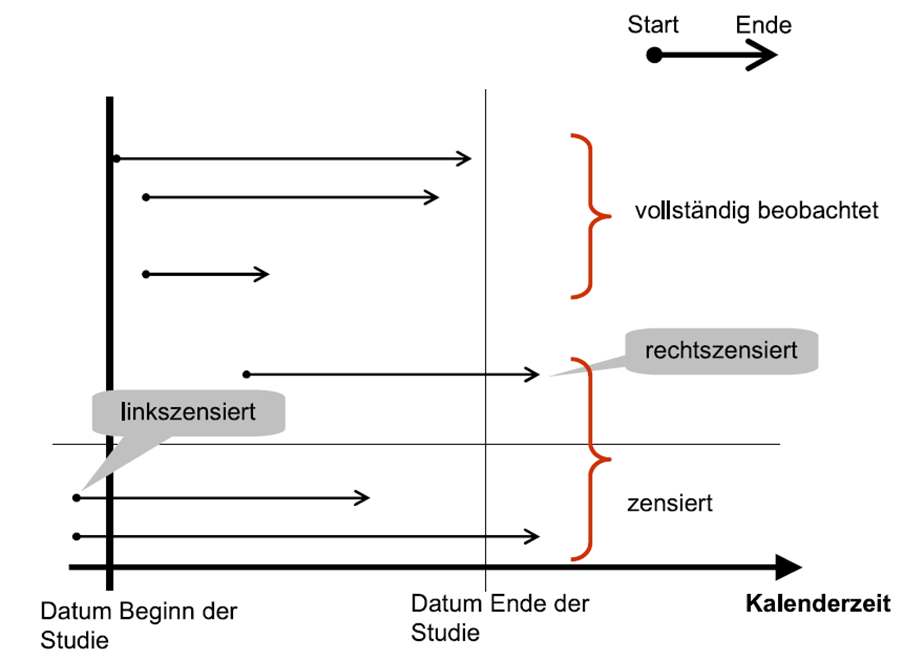 Start Ende
vollständig beobachtet
rechtszensiert
linkszensiert
zensiert
Datum Beginn der
Studie
Datum Ende der
Studie
Kalenderzeit